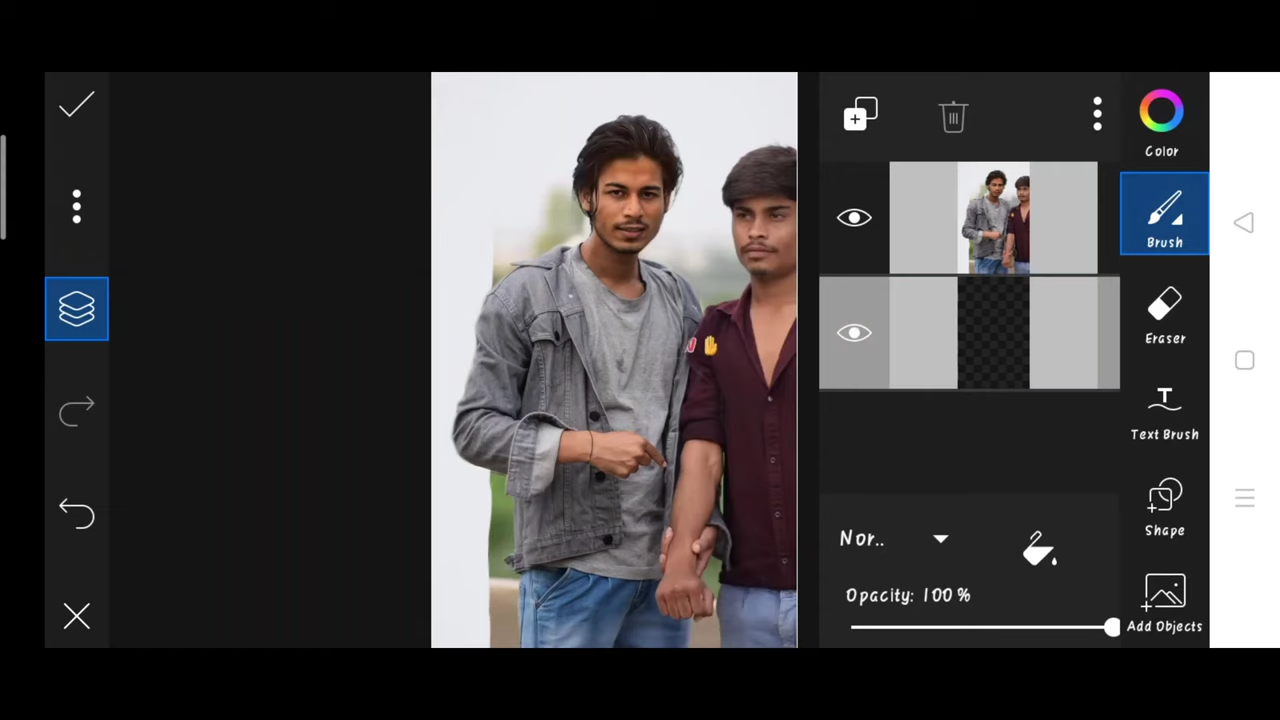 Color
Brush
Eraser
Text Brush
Shape
Nor..
Opacity: 100%
Add Objects